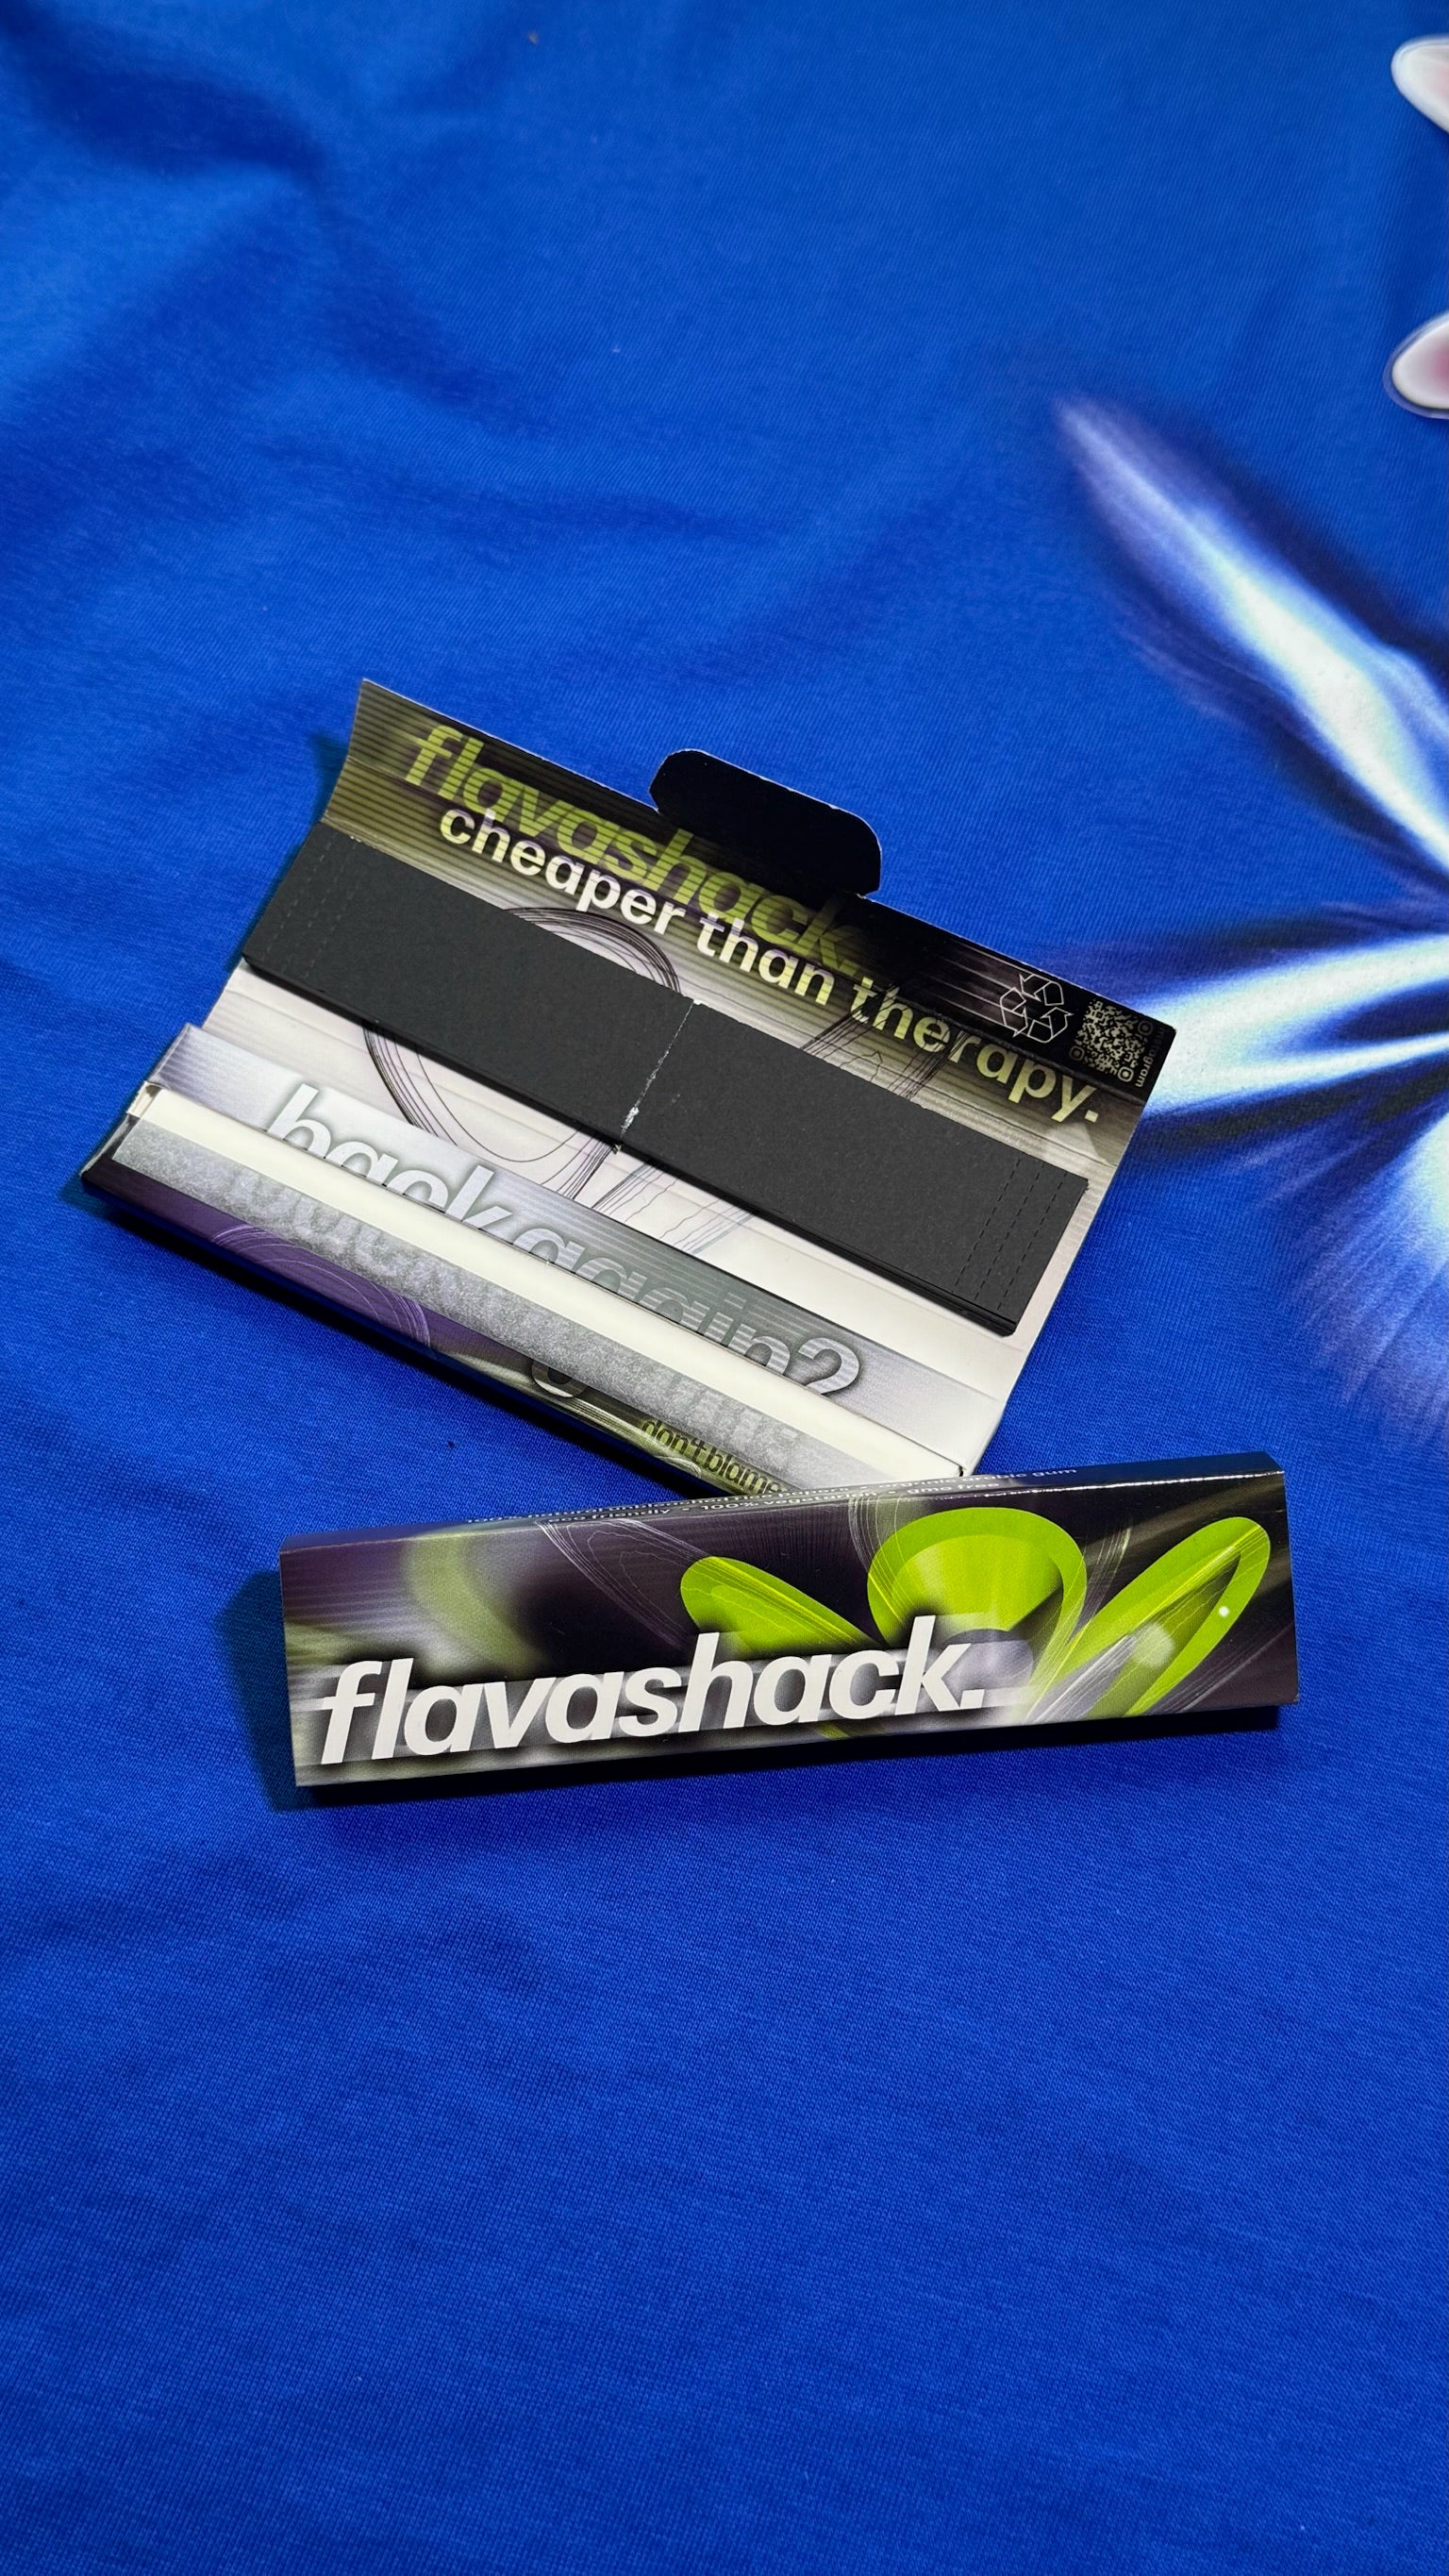 flavashack.
cheaper than therapy.
back again?
don't blame
flavashack.